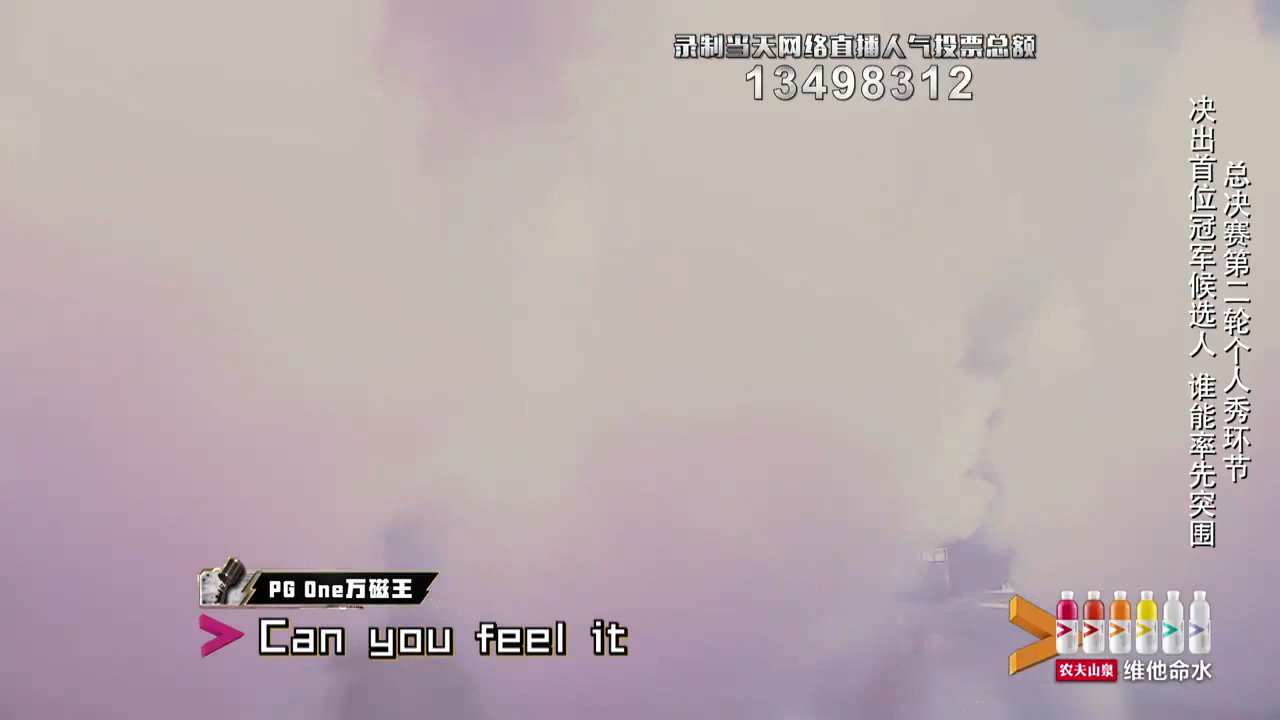 录制当天网络直播人气投票总额
13498312
总决赛第二轮个人秀环节
决出首位冠军候选人 谁能率先突围
PG One万磁王
Can you feel it
农夫山泉 维他命水